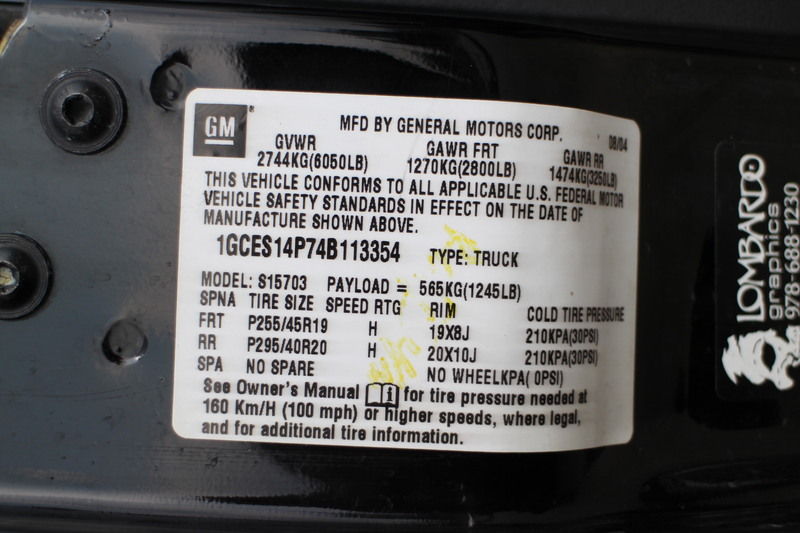 GM ®
MFD BY GENERAL MOTORS CORP. 08/04
GVWR GAWR FRT GAWR RR
2744KG(6050LB) 1270KG(2800LB) 1474KG(3250LB)
THIS VEHICLE CONFORMS TO ALL APPLICABLE U.S. FEDERAL MOTOR
VEHICLE SAFETY STANDARDS IN EFFECT ON THE DATE OF
MANUFACTURE SHOWN ABOVE.
1GCES14P74B113354 TYPE: TRUCK
MODEL: S15703 PAYLOAD = 565KG(1245LB)
SPNA TIRE SIZE SPEED RTG RIM COLD TIRE PRESSURE
FRT P255/45R19 H 19X8J 210KPA(30PSI)
RR P295/40R20 H 20X10J 210KPA(30PSI)
SPA NO SPARE NO WHEELKPA( 0PSI)
See Owner's Manual i for tire pressure needed at
160 Km/H (100 mph) or higher speeds, where legal,
and for additional tire information.
LOMBARDO
graphics
978-688-1230